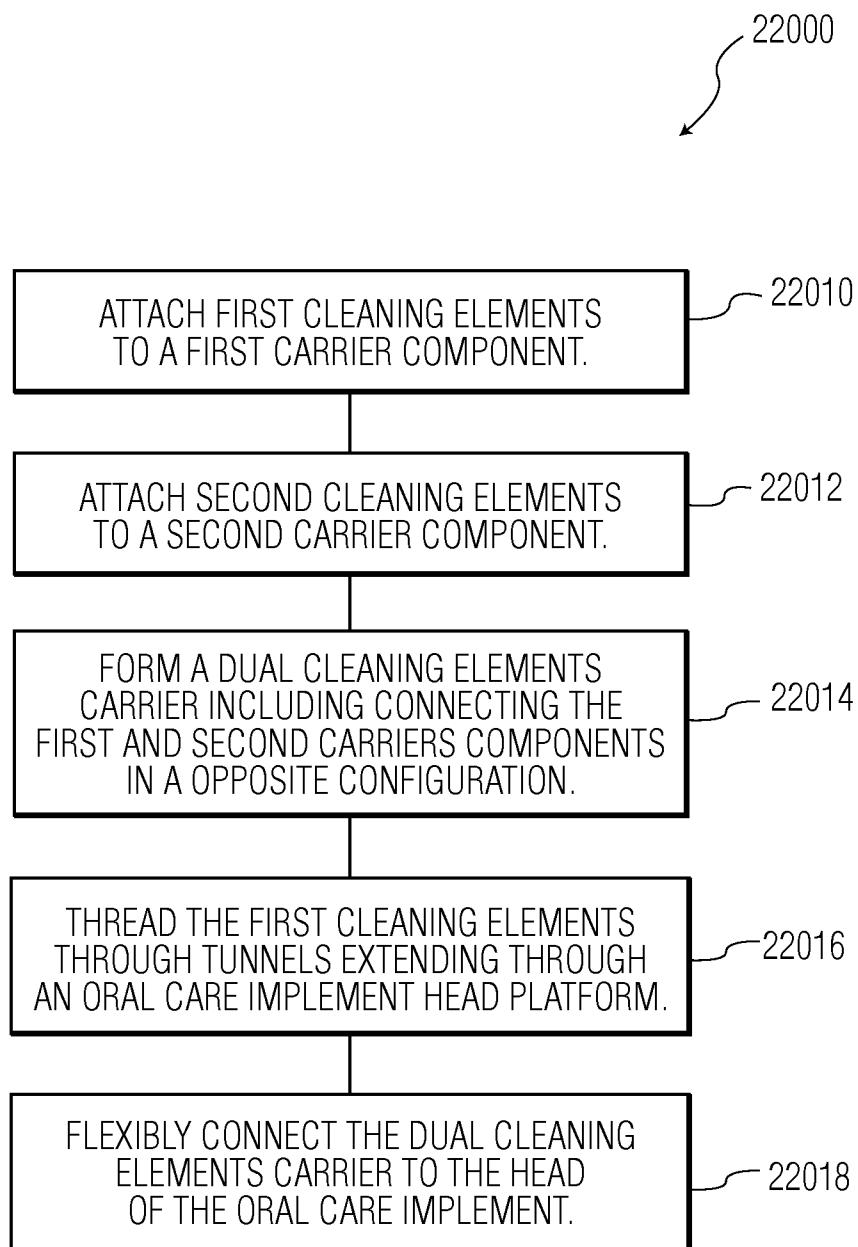 22000
ATTACH FIRST CLEANING ELEMENTS
TO A FIRST CARRIER COMPONENT.
22010
ATTACH SECOND CLEANING ELEMENTS
TO A SECOND CARRIER COMPONENT.
22012
FORM A DUAL CLEANING ELEMENTS
CARRIER INCLUDING CONNECTING THE
FIRST AND SECOND CARRIERS COMPONENTS
IN A OPPOSITE CONFIGURATION.
22014
THREAD THE FIRST CLEANING ELEMENTS
THROUGH TUNNELS EXTENDING THROUGH
AN ORAL CARE IMPLEMENT HEAD PLATFORM.
22016
FLEXIBLY CONNECT THE DUAL CLEANING
ELEMENTS CARRIER TO THE HEAD
OF THE ORAL CARE IMPLEMENT.
22018